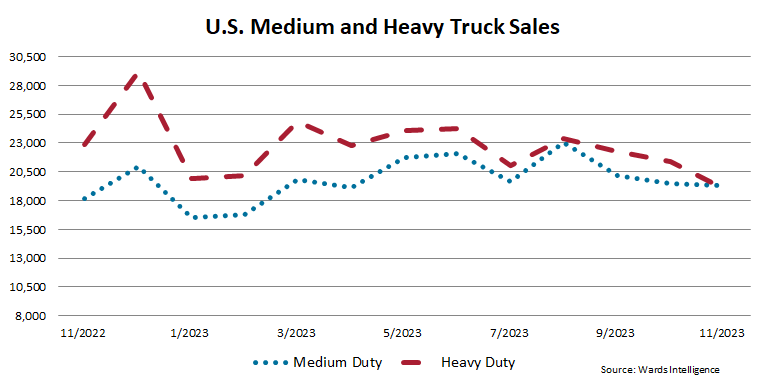 U.S. Medium and Heavy Truck Sales
30,500
28,000
25,500
23,000
20,500
18,000
15,500
13,000
10,500
8,000
11/2022 1/2023 3/2023 5/2023 7/2023 9/2023 11/2023
Medium Duty Heavy Duty
Source: Wards Intelligence